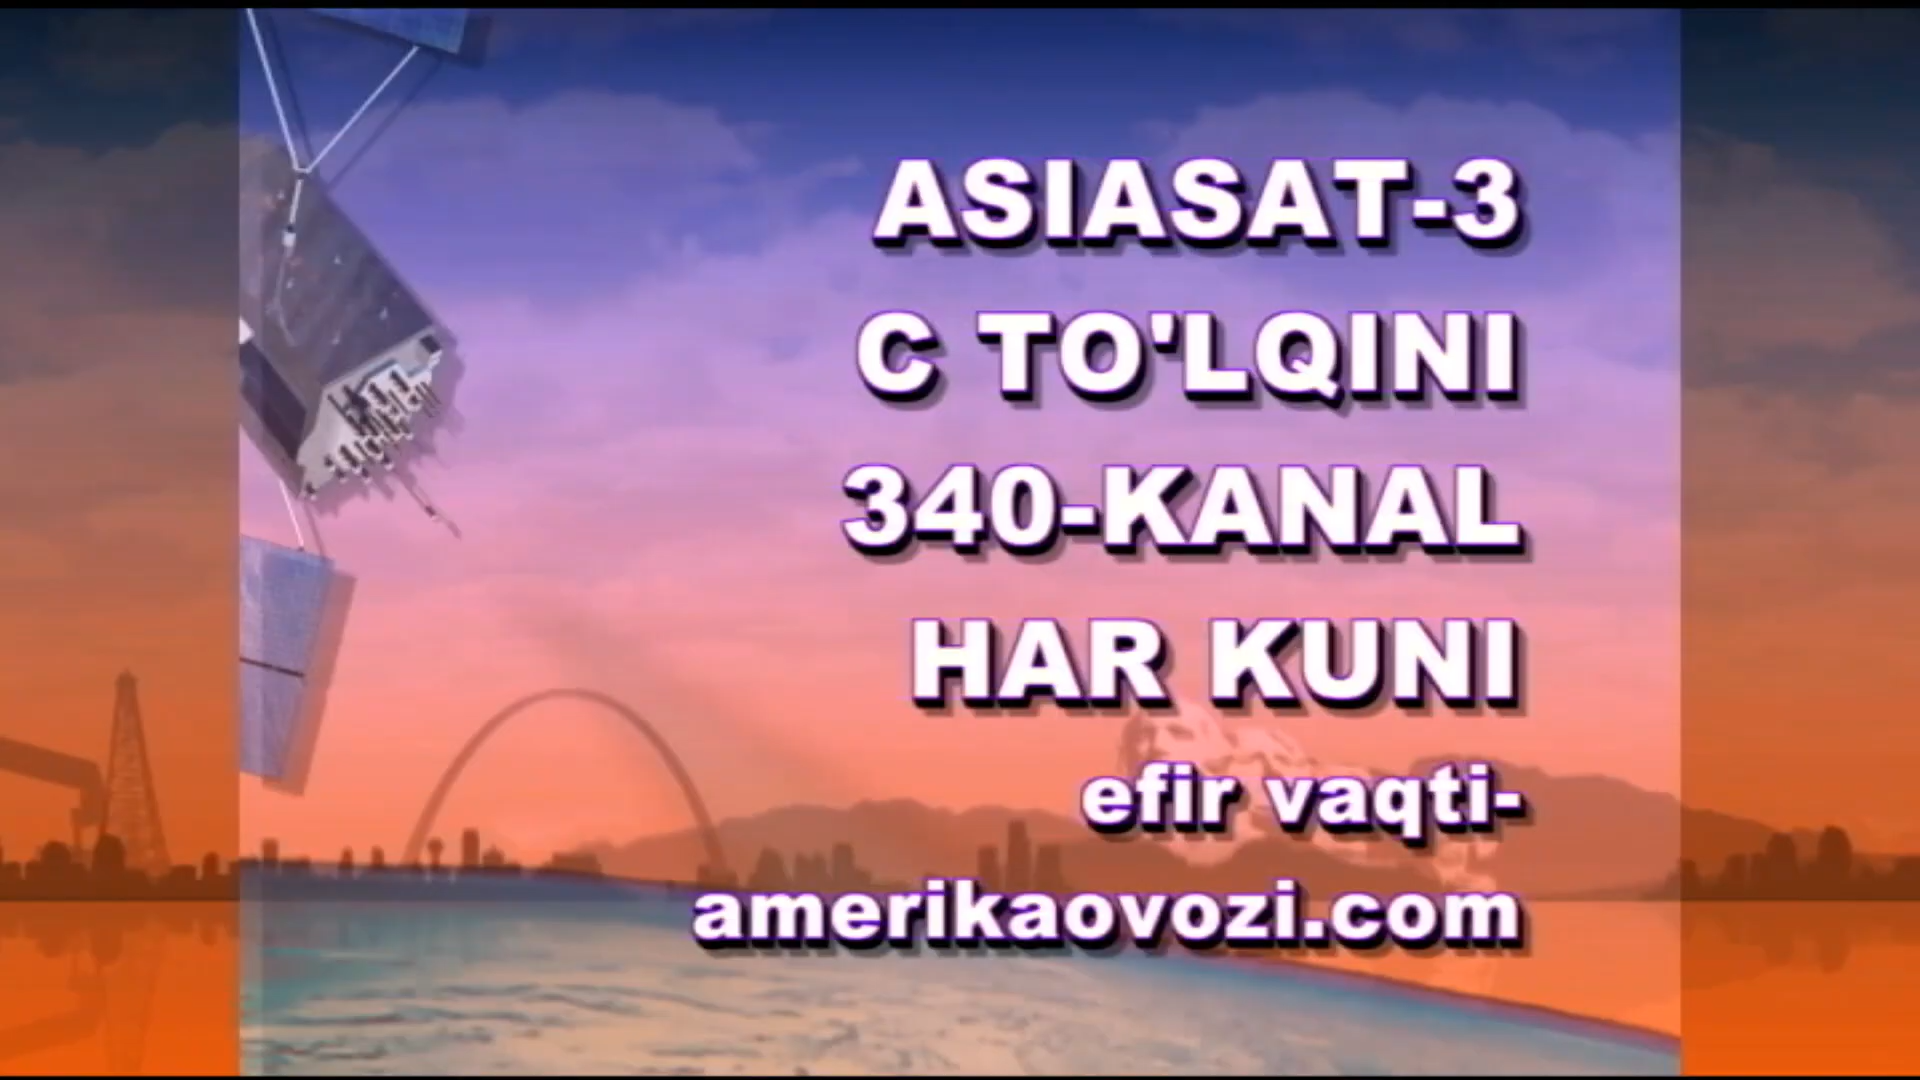 ASIASAT-3
C TO'LQINI
340-KANAL
HAR KUNI
efir vaqti-
amerikaovozi.com